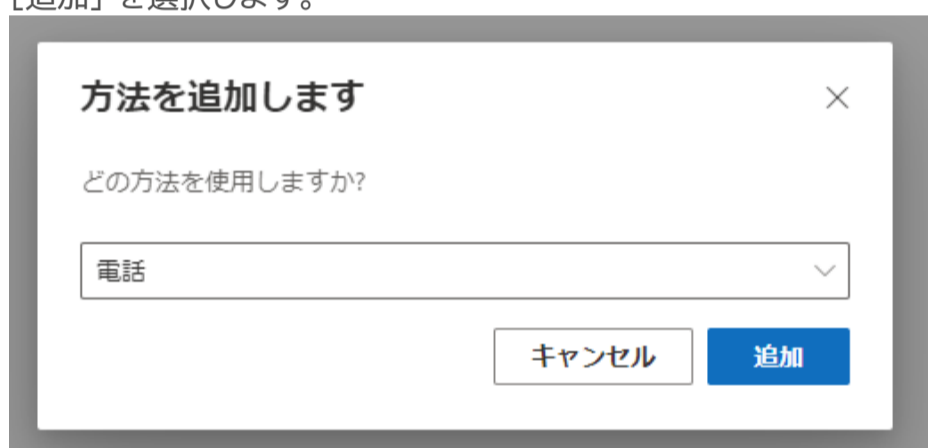 [追加] を選択します。
方法を追加します
どの方法を使用しますか?
電話
キャンセル
追加